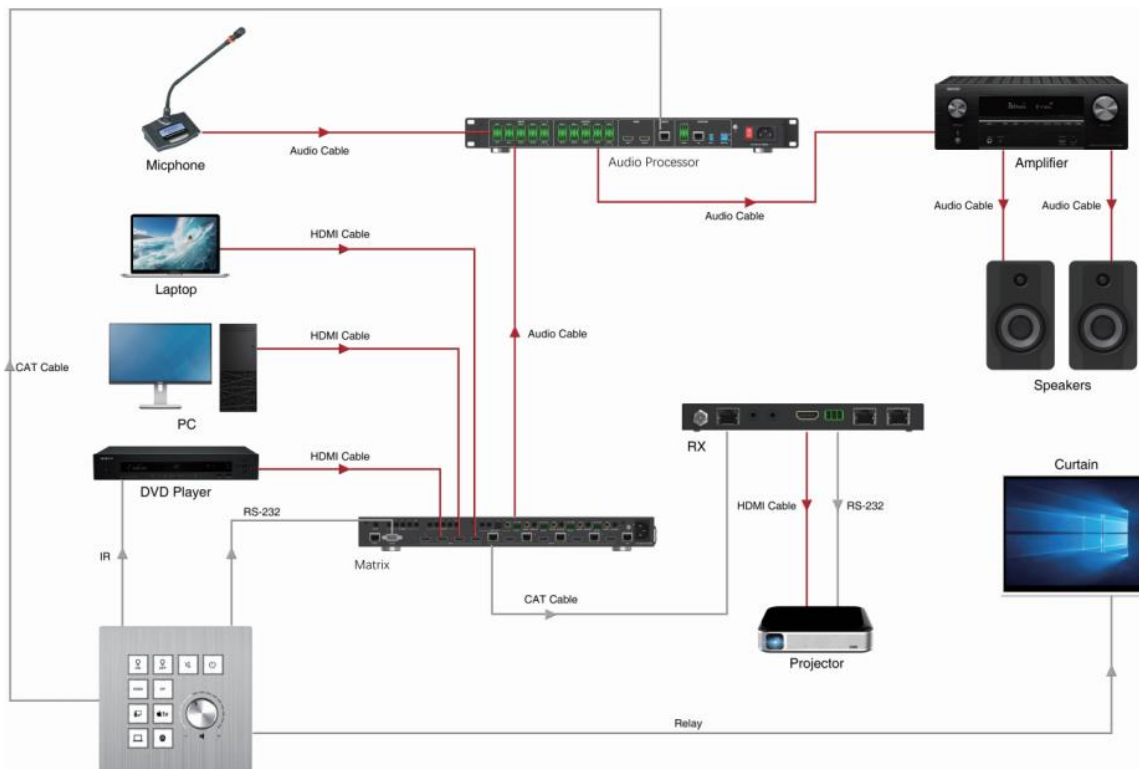 Micphone
Audio Cable
Audio Processor
Amplifier
Audio Cable
Audio Cable
Audio Cable
HDMI Cable
Laptop
HDMI Cable
Audio Cable
CAT Cable
PC
Speakers
RX
HDMI Cable
DVD Player
Curtain
RS-232
HDMI Cable
RS-232
IR
Matrix
CAT Cable
Projector
Relay